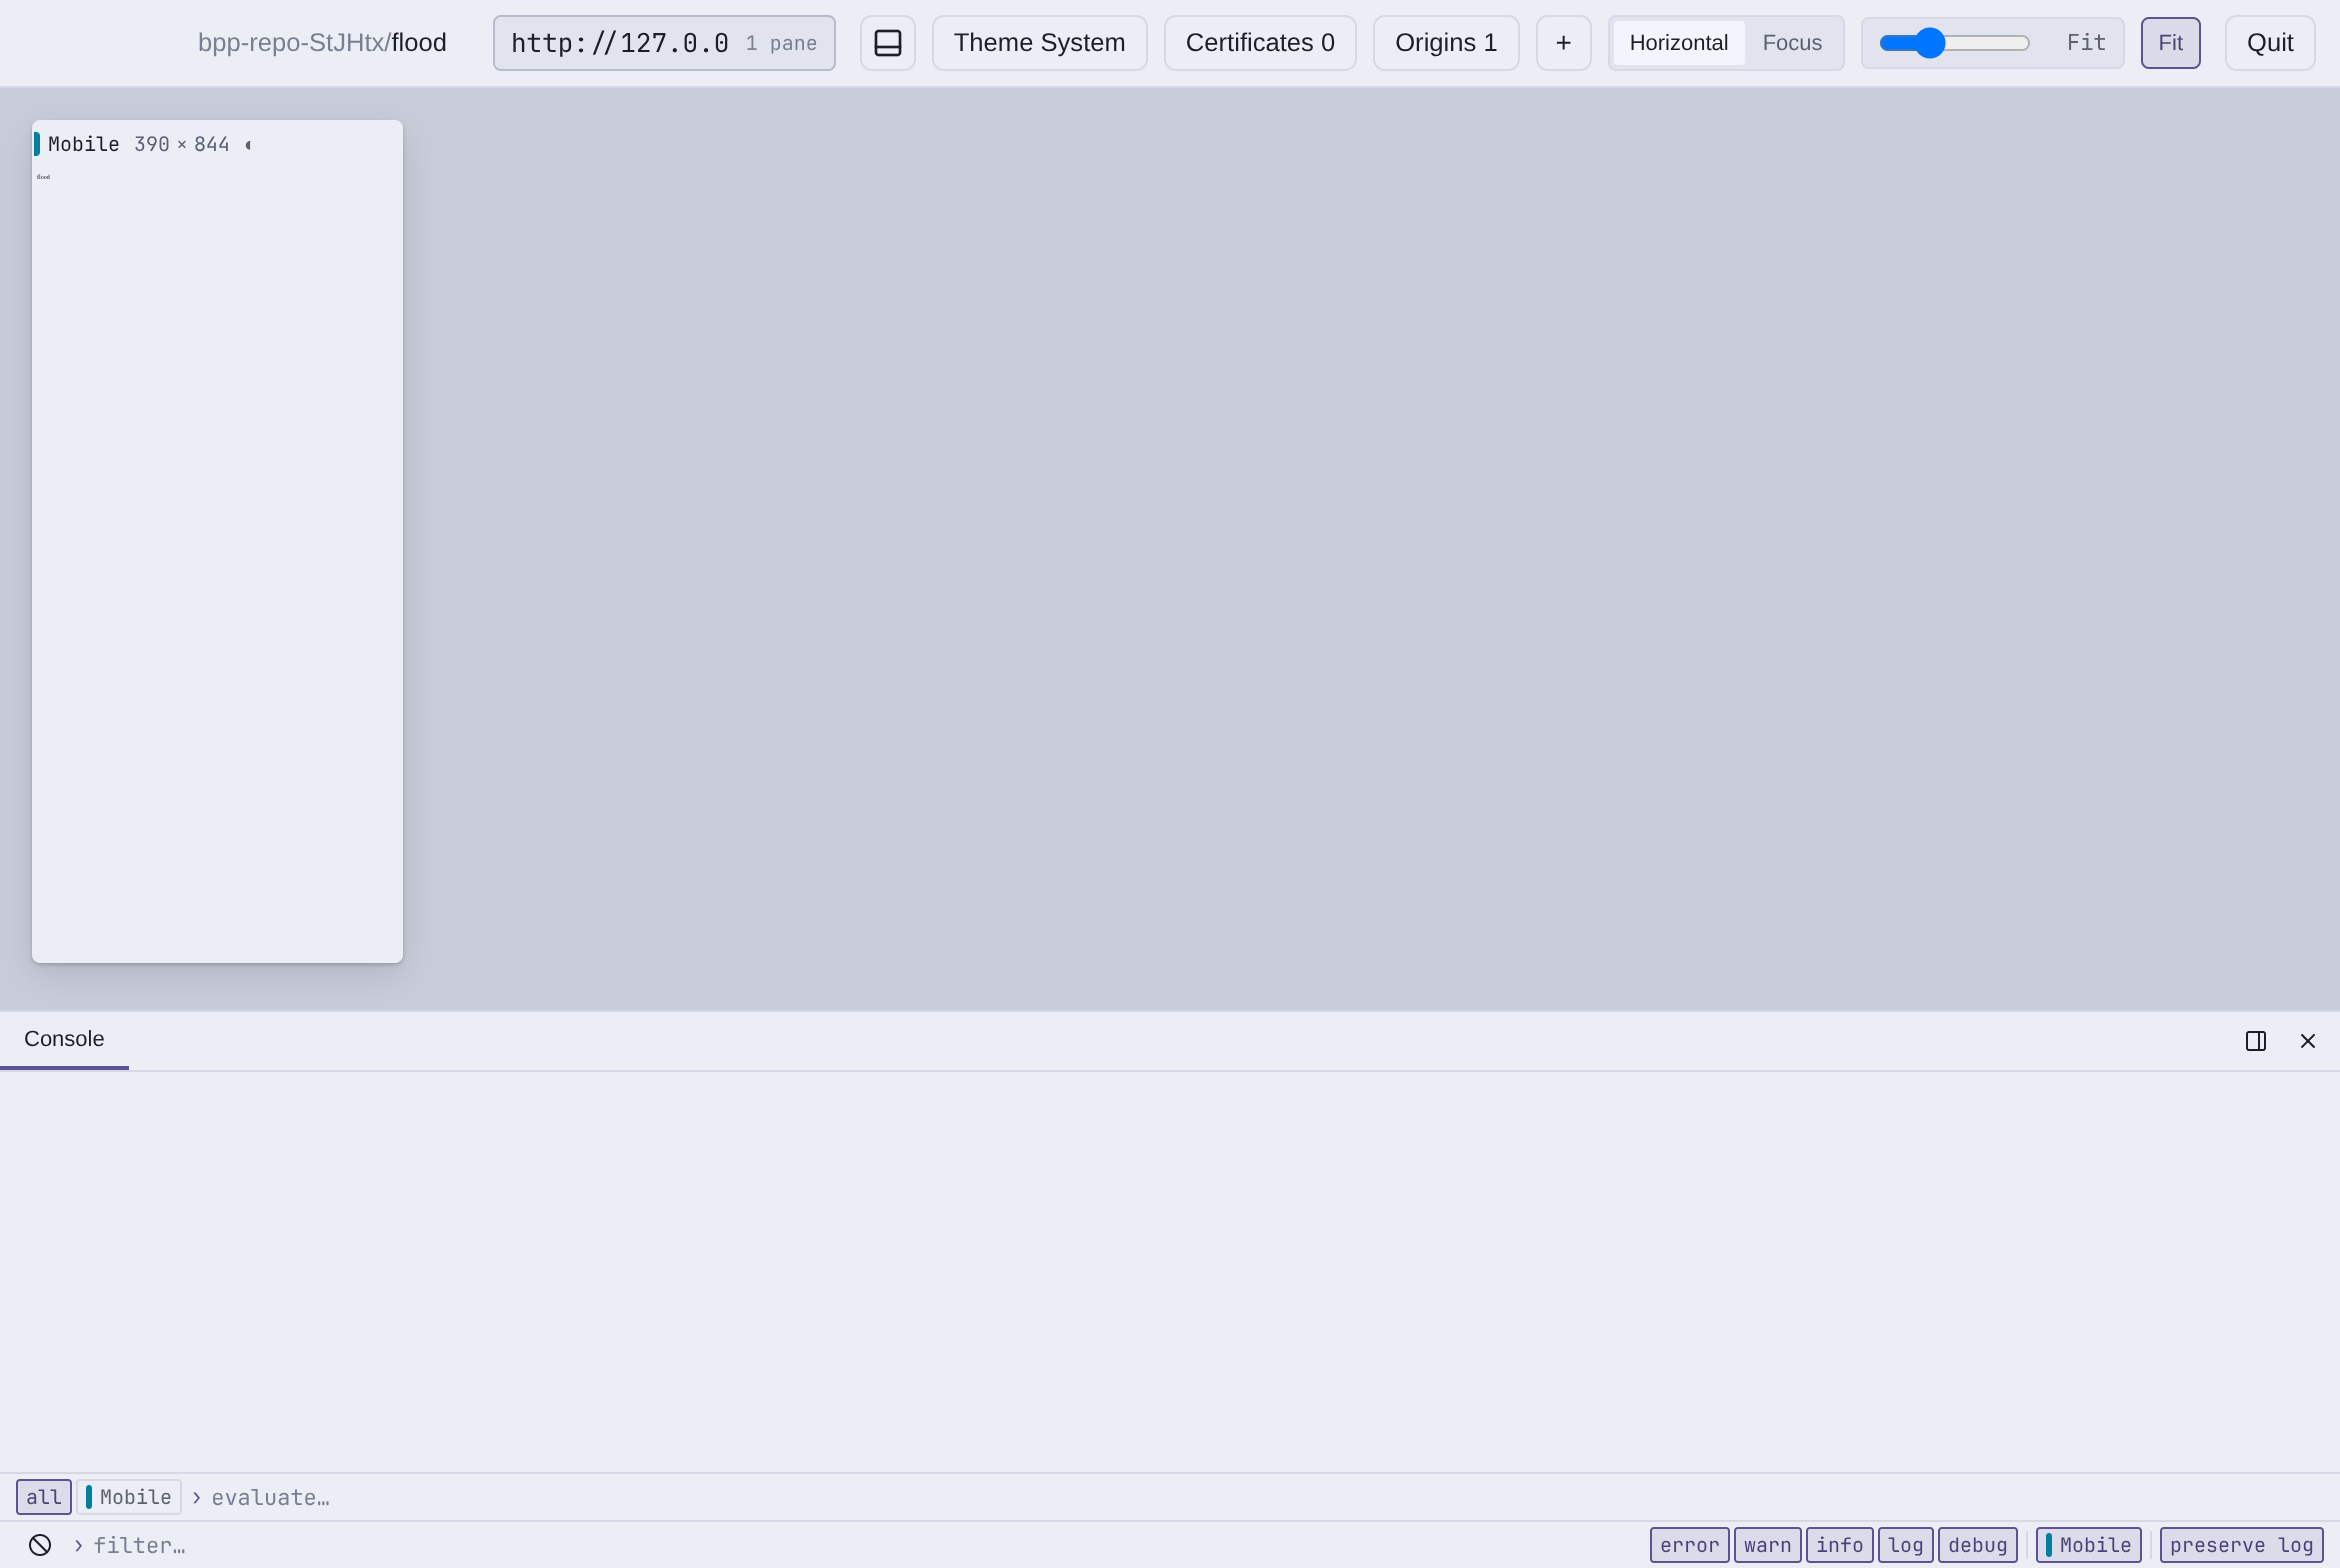 bpp-repo-StJHtx/flood http://127.0.0 1 pane Theme System Certificates 0 Origins 1 + Horizontal Focus Fit Fit Quit
Mobile 390 × 844
flood
Console
all Mobile › evaluate…
› filter… error warn info log debug Mobile preserve log